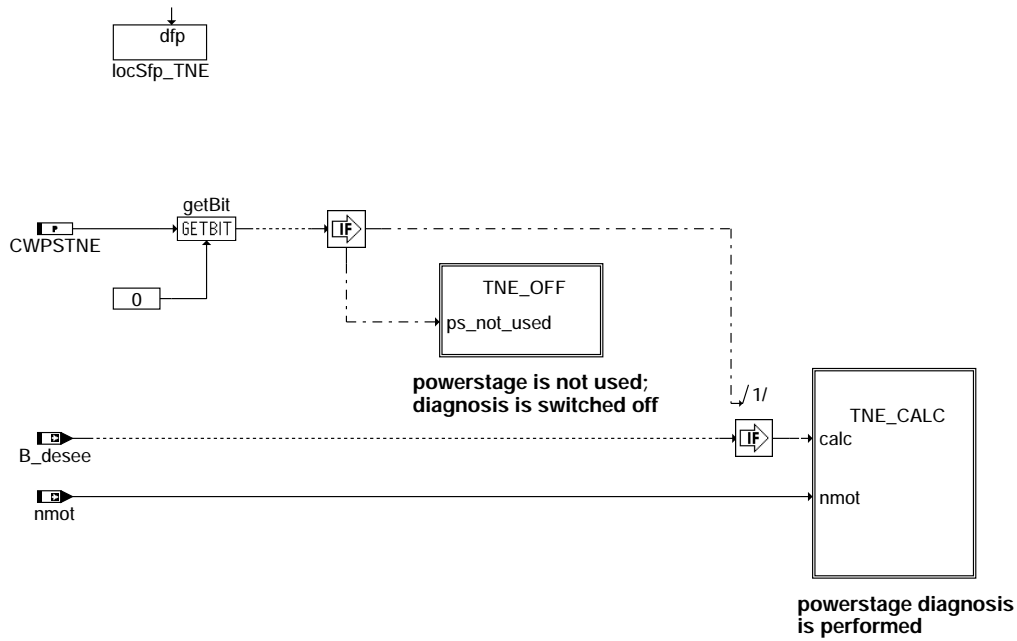 dfp
locSfp_TNE
getBit
GETBIT
IF
P
CWPSTNE
0
TNE_OFF
ps_not_used
powerstage is not used;
diagnosis is switched off
/1/
TNE_CALC
IF
calc
B_desee
nmot
nmot
powerstage diagnosis
is performed